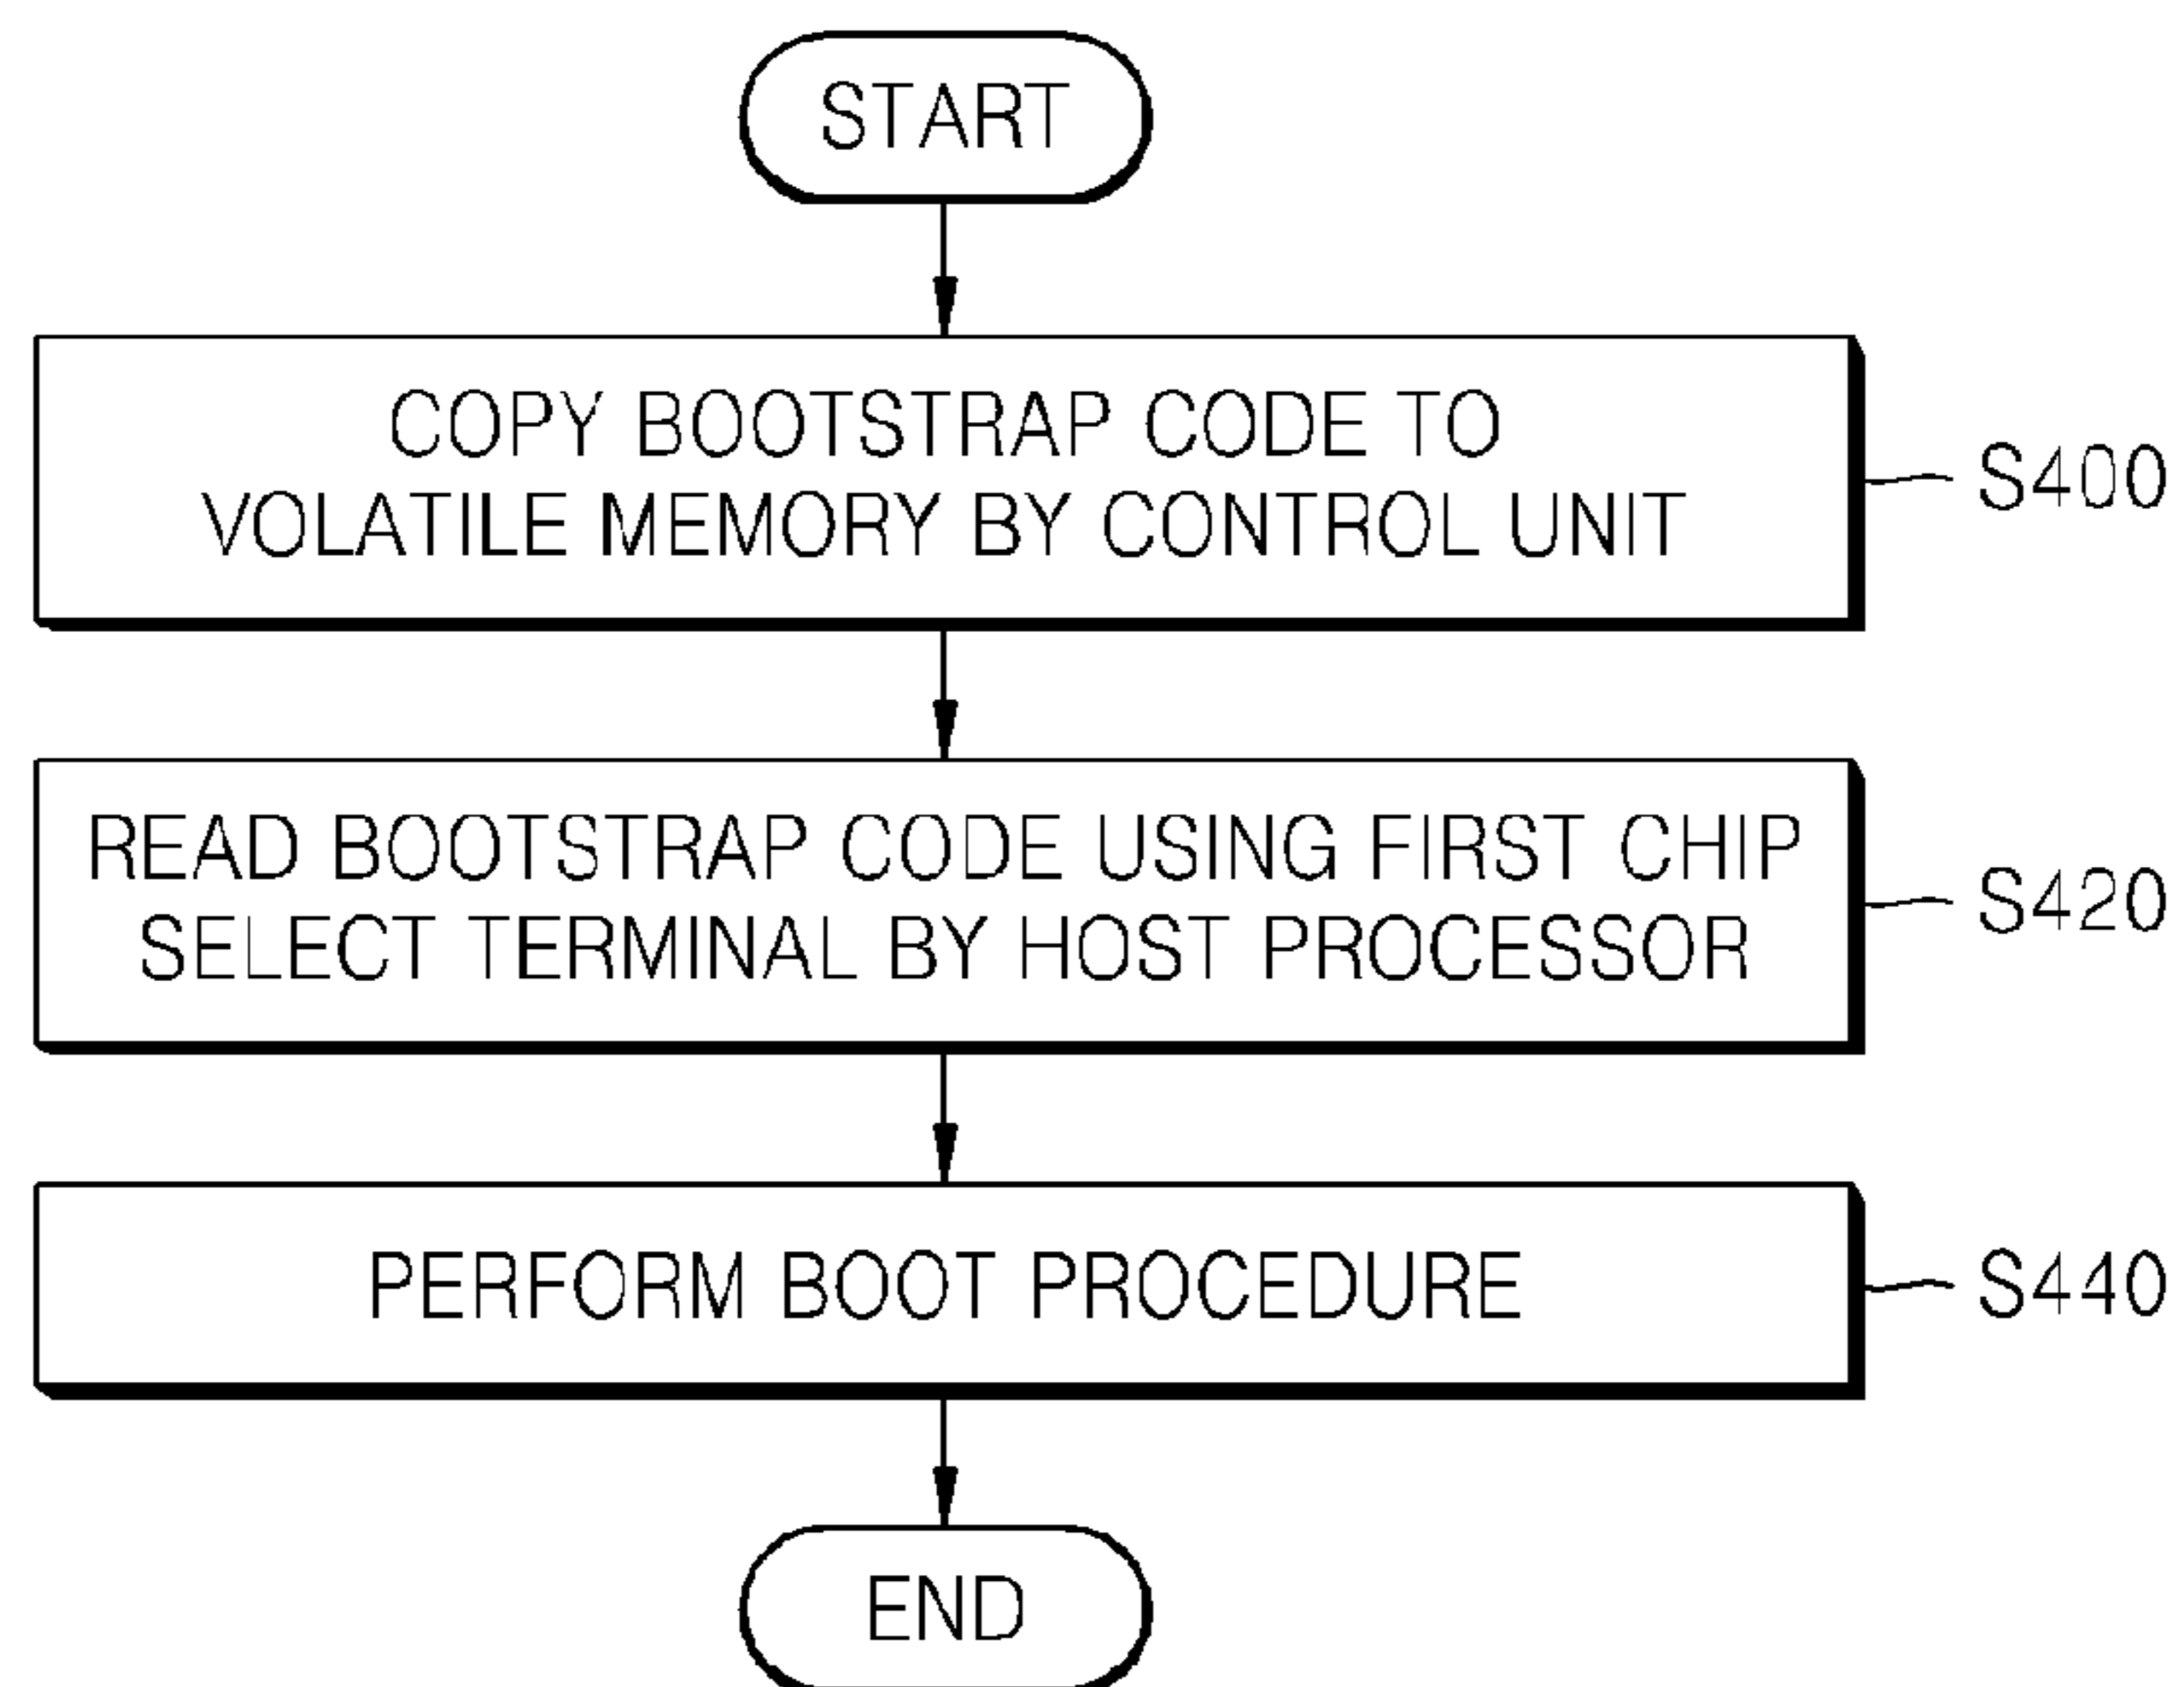 START
COPY BOOTSTRAP CODE TO
VOLATILE MEMORY BY CONTROL UNIT
S400
READ BOOTSTRAP CODE USING FIRST CHIP
SELECT TERMINAL BY HOST PROCESSOR
S420
PERFORM BOOT PROCEDURE
S440
END